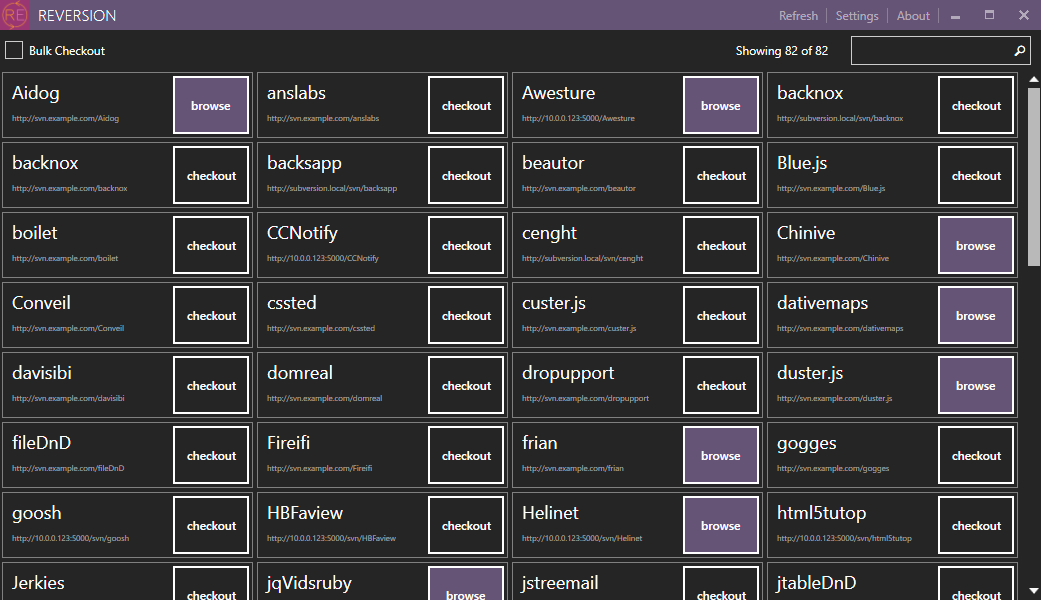 RE REVERSION Refresh Settings About
Bulk Checkout Showing 82 of 82
Aidog browse anslabs checkout Awesture browse backnox checkout
http://svn.example.com/Aidog http://svn.example.com/anslabs http://10.0.0.123:5000/Awesture http://subversion.local/svn/backnox
backnox checkout backsapp checkout beautor checkout Blue.js checkout
http://svn.example.com/backnox http://subversion.local/svn/backsapp http://svn.example.com/beautor http://svn.example.com/Blue.js
boilet checkout CCNotify checkout cenght checkout Chinive browse
http://svn.example.com/boilet http://10.0.0.123:5000/CCNotify http://subversion.local/svn/cenght http://svn.example.com/Chinive
Conveil checkout cssted checkout custer.js checkout dativemaps browse
http://svn.example.com/Conveil http://svn.example.com/cssted http://svn.example.com/custer.js http://svn.example.com/dativemaps
davisibi checkout domreal checkout dropupport checkout duster.js browse
http://svn.example.com/davisibi http://svn.example.com/domreal http://svn.example.com/dropupport http://svn.example.com/duster.js
fileDnD checkout Fireifi checkout frian browse gogges checkout
http://svn.example.com/fileDnD http://svn.example.com/Fireifi http://svn.example.com/frian http://svn.example.com/gogges
goosh checkout HBFaview checkout Helinet browse html5tutop checkout
http://10.0.0.123:5000/svn/goosh http://10.0.0.123:5000/svn/HBFaview http://10.0.0.123:5000/svn/Helinet http://10.0.0.123:5000/svn/html5tutop
Jerkies checkout jqVidsruby browse jstreemail checkout jtableDnD checkout